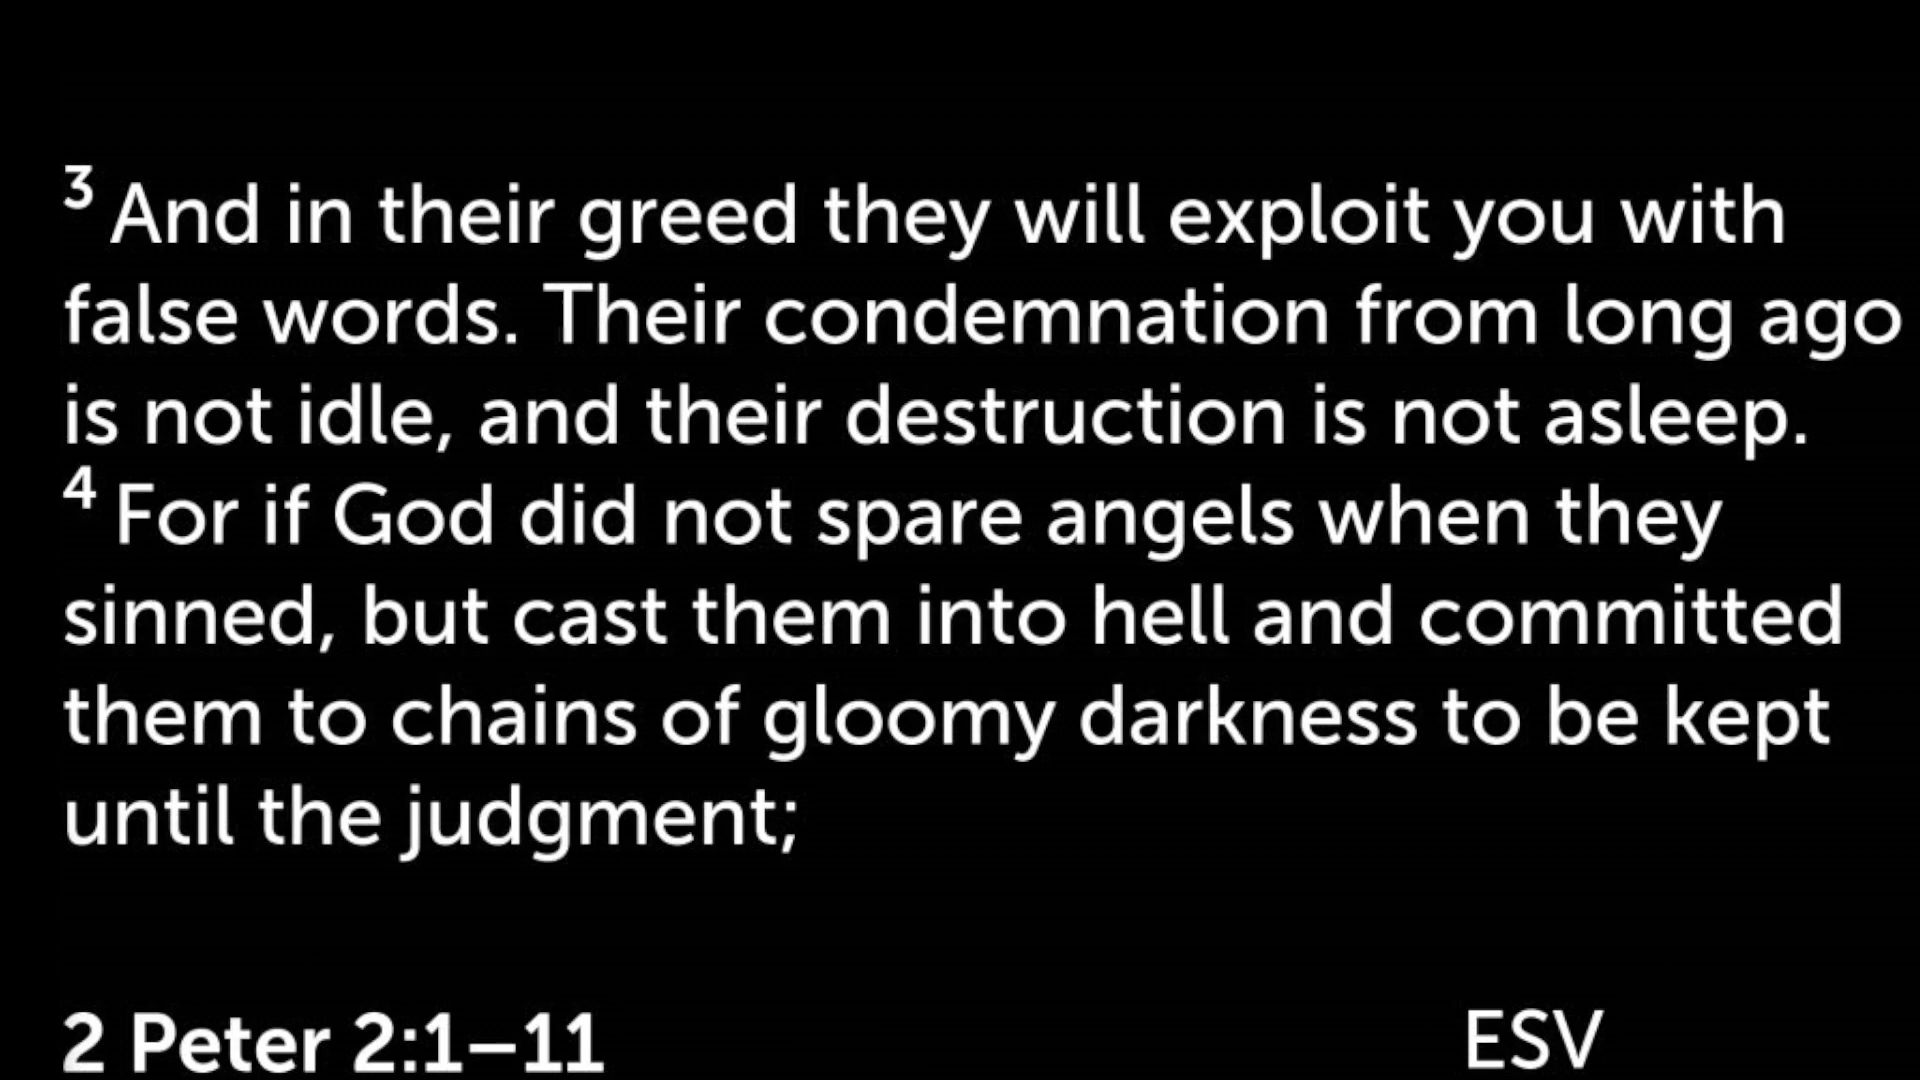 3 And in their greed they will exploit you with
false words. Their condemnation from long ago
is not idle, and their destruction is not asleep.
4 For if God did not spare angels when they
sinned, but cast them into hell and committed
them to chains of gloomy darkness to be kept
until the judgment;
2 Peter 2:1–11 ESV